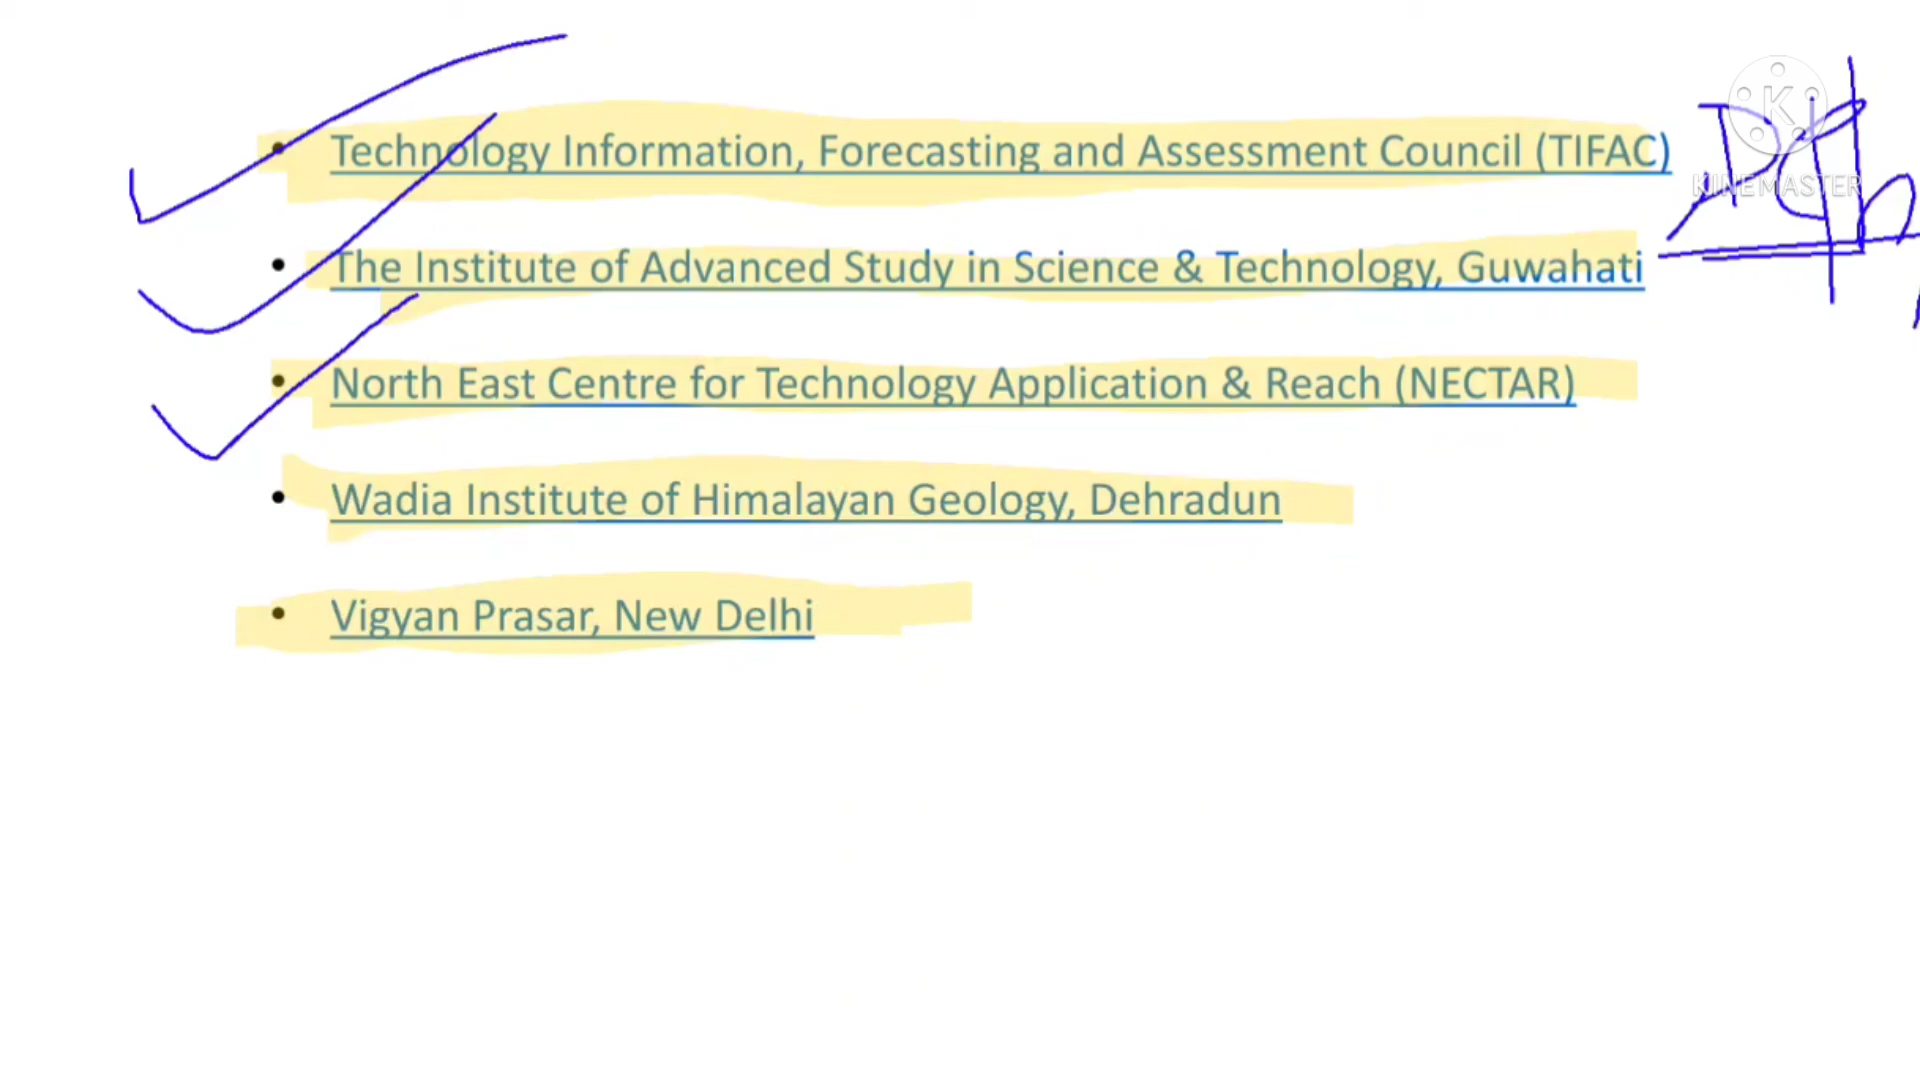 • Technology Information, Forecasting and Assessment Council (TIFAC)
• The Institute of Advanced Study in Science & Technology, Guwahati
• North East Centre for Technology Application & Reach (NECTAR)
• Wadia Institute of Himalayan Geology, Dehradun
• Vigyan Prasar, New Delhi
K
KINEMASTER